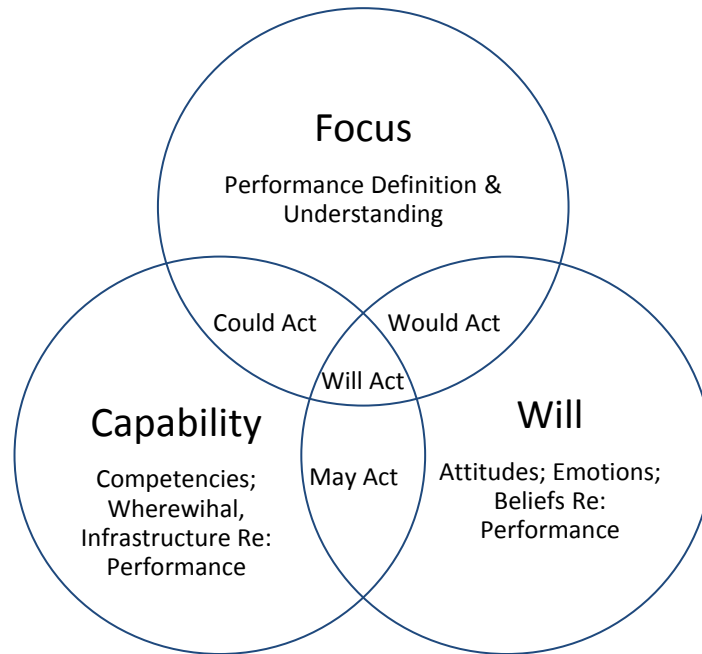 Focus
Performance Definition &
Understanding
Could Act
Would Act
Will Act
Capability
Competencies;
Wherewihal,
Infrastructure Re:
Performance
May Act
Will
Attitudes; Emotions;
Beliefs Re:
Performance